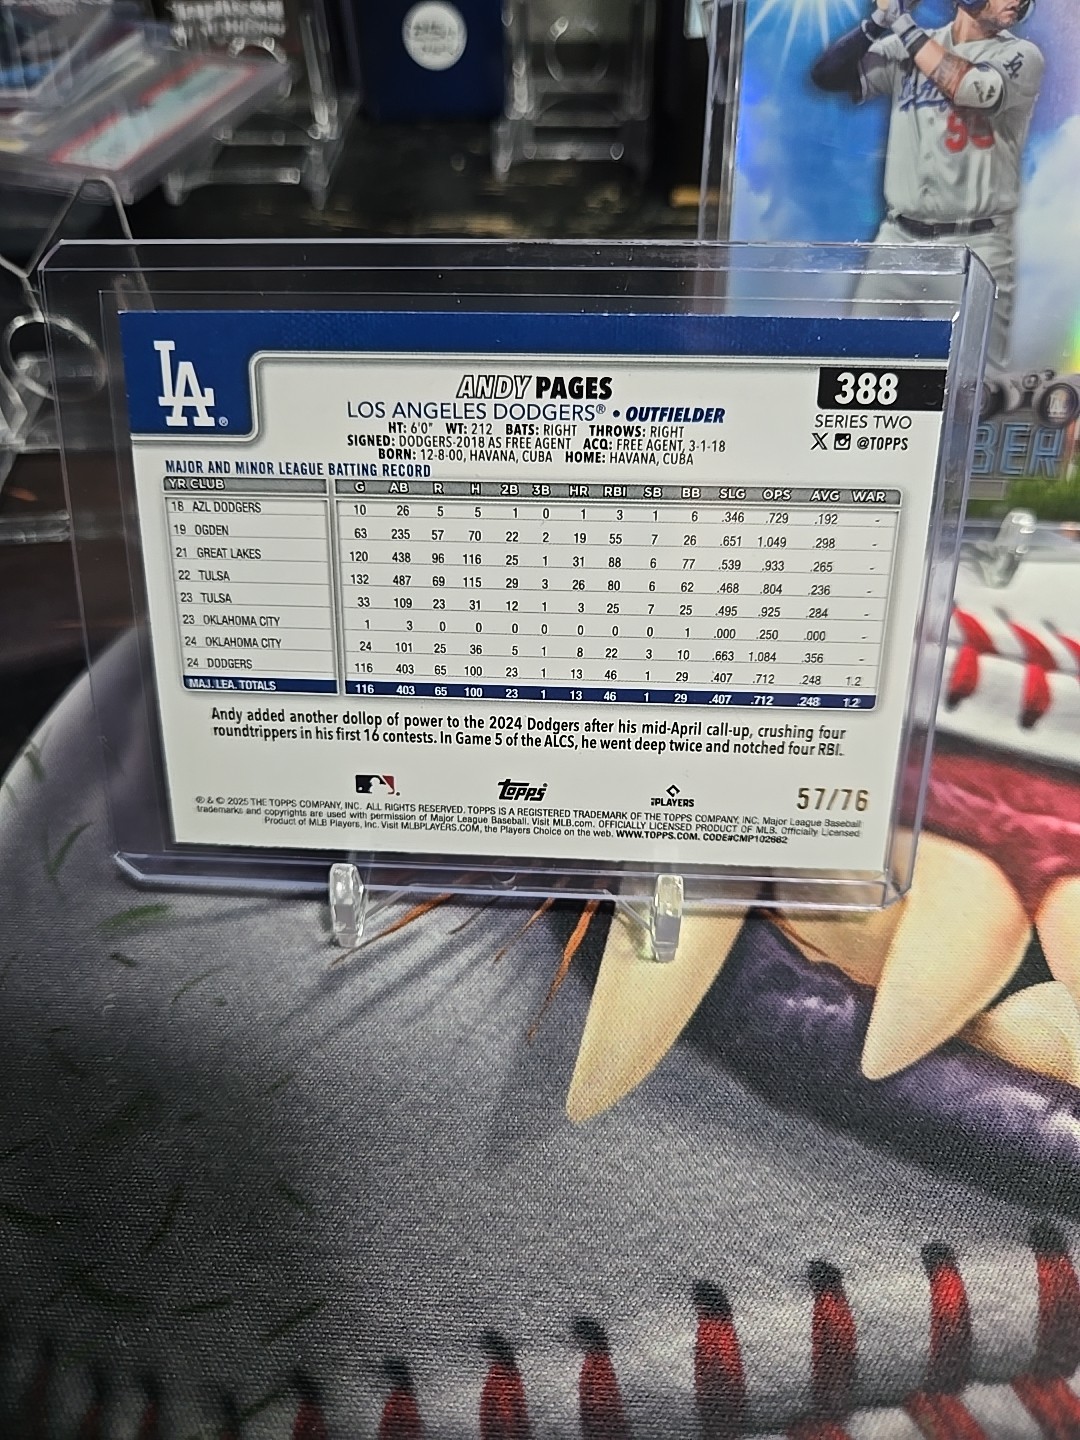 LA®
ANDY PAGES
388
LOS ANGELES DODGERS® • OUTFIELDER
SERIES TWO
HT: 6'0" WT: 212 BATS: RIGHT THROWS: RIGHT
X @TOPPS
SIGNED: DODGERS-2018 AS FREE AGENT ACQ: FREE AGENT, 3-1-18
BORN: 12-8-00, HAVANA, CUBA HOME: HAVANA, CUBA
MAJOR AND MINOR LEAGUE BATTING RECORD
YR CLUB G AB R H 2B 3B HR RBI SB BB SLG OPS AVG WAR
18 AZL DODGERS 10 26 5 5 1 0 1 3 1 6 .346 .729 .192 -
19 OGDEN 63 235 57 70 22 2 19 55 7 26 .651 1.049 .298 -
21 GREAT LAKES 120 438 96 116 25 1 31 88 6 77 .539 .933 .265 -
22 TULSA 132 487 69 115 29 3 26 80 6 62 .468 .804 .236 -
23 TULSA 33 109 23 31 12 1 3 25 7 25 .495 .925 .284 -
23 OKLAHOMA CITY 1 3 0 0 0 0 0 0 0 1 .000 .250 .000 -
24 OKLAHOMA CITY 24 101 25 36 5 1 8 22 3 10 .663 1.084 .356 -
24 DODGERS 116 403 65 100 23 1 13 46 1 29 .407 .712 .248 1.2
MAJ. LEA. TOTALS 116 403 65 100 23 1 13 46 1 29 .407 .712 .248 1.2
Andy added another dollop of power to the 2024 Dodgers after his mid-April call-up, crushing four
roundtrippers in his first 16 contests. In Game 5 of the ALCS, he went deep twice and notched four RBI.
Topps
PLAYERS
57/76
® & © 2025 THE TOPPS COMPANY, INC. ALL RIGHTS RESERVED. TOPPS IS A REGISTERED TRADEMARK OF THE TOPPS COMPANY, INC. Major League Baseball
trademarks and copyrights are used with permission of Major League Baseball. Visit MLB.com. OFFICIALLY LICENSED PRODUCT OF MLB. Officially Licensed
Product of MLB Players, Inc. Visit MLBPLAYERS.COM, the Players Choice on the web. WWW.TOPPS.COM. CODE#CMP102662